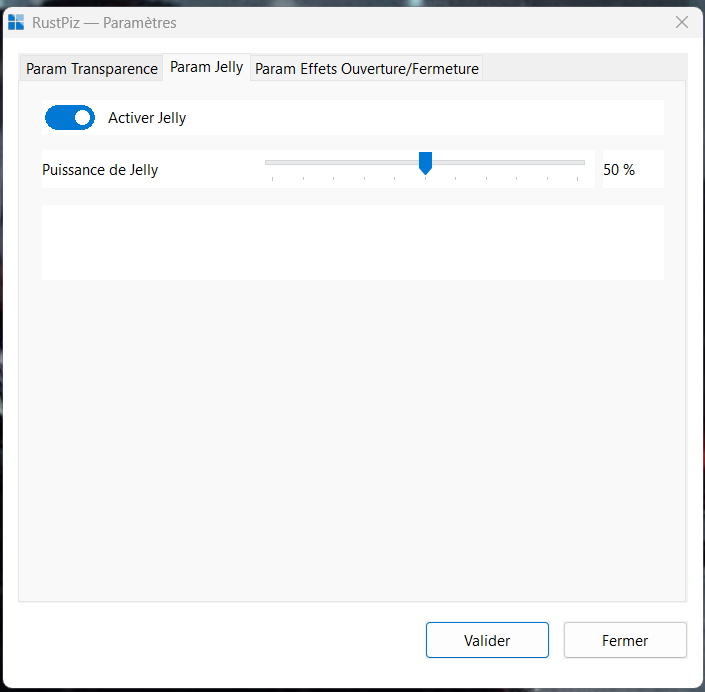 RustPiz — Paramètres
Param Transparence Param Jelly Param Effets Ouverture/Fermeture
Activer Jelly
Puissance de Jelly 50 %
Valider Fermer